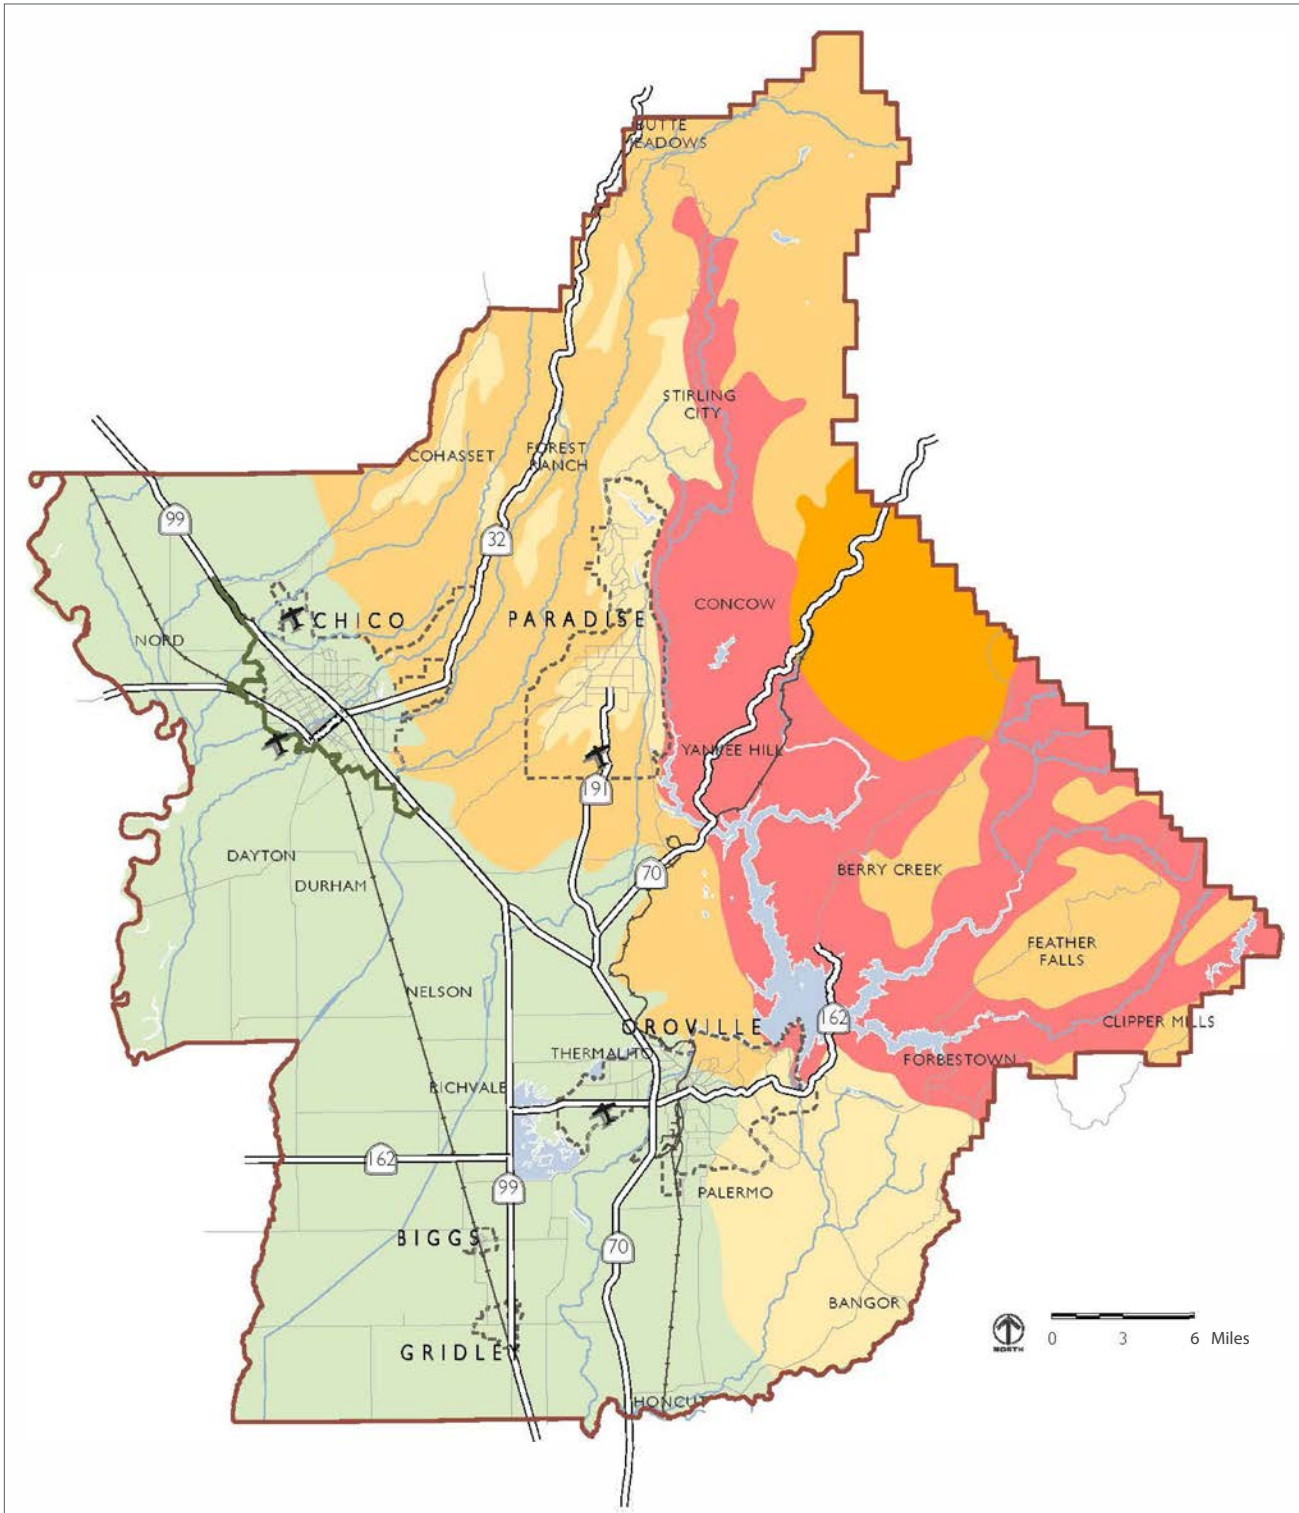 BUTTE
MEADOWS
STIRLING
CITY
COHASSET
FOREST
RANCH
99
32
CHICO
PARADISE
CONCOW
NORD
YANKEE HILL
191
DAYTON
DURHAM
70
BERRY CREEK
FEATHER
FALLS
NELSON
OROVILLE
162
CLIPPER MILLS
THERMALITO
FORBESTOWN
RICHVALE
162
99
PALERMO
BIGGS
70
BANGOR
NORTH
0 3 6 Miles
GRIDLEY
HONCUT